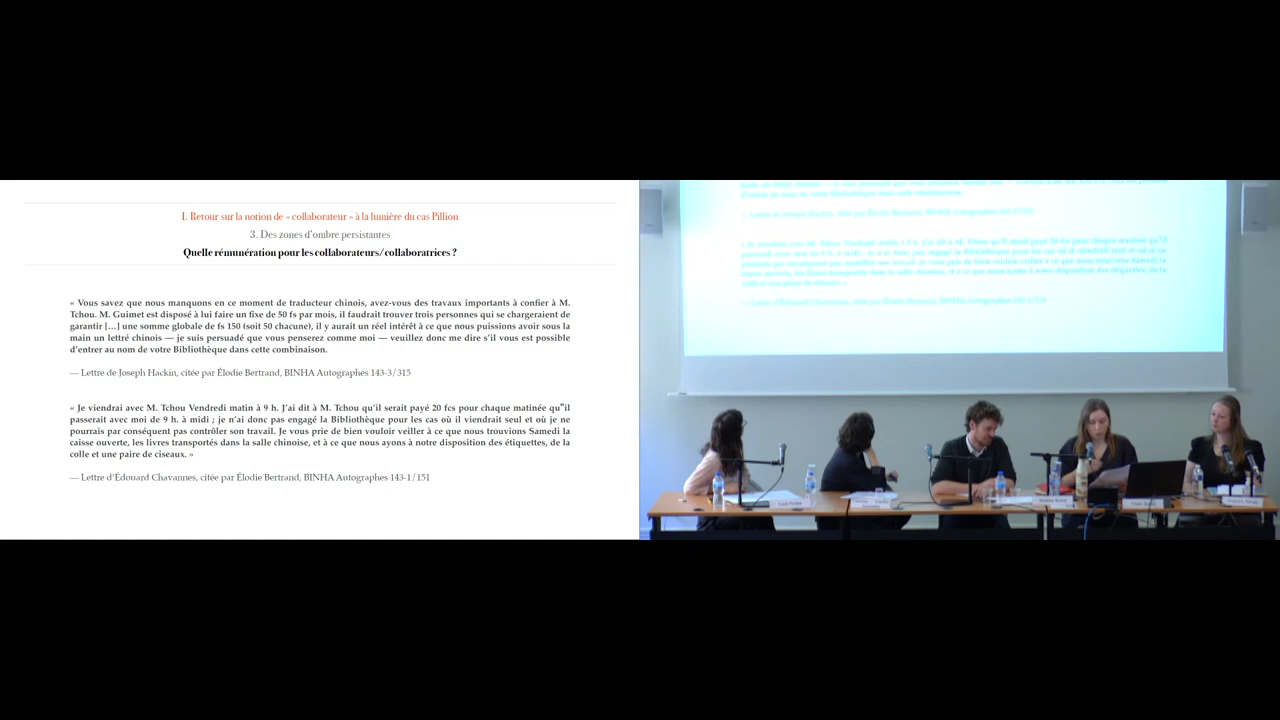 I. Retour sur la notion de « collaborateur » à la lumière du cas Pillion
3. Des zones d'ombre persistantes
Quelle rémunération pour les collaborateurs/collaboratrices ?
« Vous savez que nous manquons en ce moment de traducteur chinois, avez-vous des travaux importants à confier à M.
Tchou. M. Guimet est disposé à lui faire un fixe de 50 fs par mois, il faudrait trouver trois personnes qui se chargeraient de
garantir […] une somme globale de fs 150 (soit 50 chacune), il y aurait un réel intérêt à ce que nous puissions avoir sous la
main un lettré chinois — je suis persuadé que vous penserez comme moi — veuillez donc me dire s'il vous est possible
d'entrer au nom de votre Bibliothèque dans cette combinaison.
— Lettre de Joseph Hackin, citée par Élodie Bertrand, BINHA Autographes 143-3/315
« Je viendrai avec M. Tchou Vendredi matin à 9 h. J'ai dit à M. Tchou qu'il serait payé 20 fcs pour chaque matinée qu"il
passerait avec moi de 9 h. à midi ; je n'ai donc pas engagé la Bibliothèque pour les cas où il viendrait seul et où je ne
pourrais par conséquent pas contrôler son travail. Je vous prie de bien vouloir veiller à ce que nous trouvions Samedi la
caisse ouverte, les livres transportés dans la salle chinoise, et à ce que nous ayons à notre disposition des étiquettes, de la
colle et une paire de ciseaux. »
— Lettre d'Édouard Chavannes, citée par Élodie Bertrand, BINHA Autographes 143-1/151